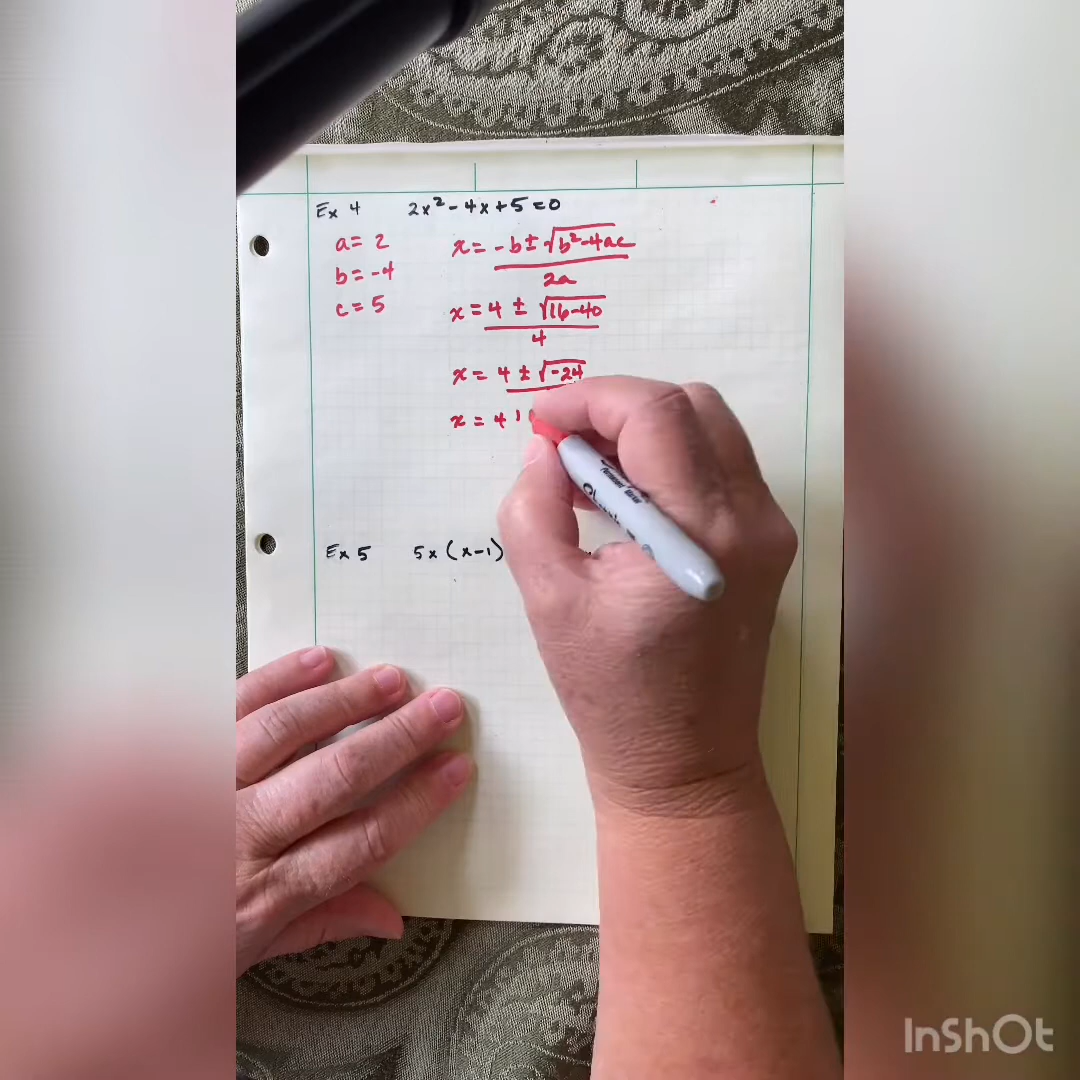 Ex 4 2x² - 4x + 5 = 0
a = 2
b = -4
c = 5
x = -b ± √b²-4ac
2a
x = 4 ± √16-40
4
x = 4 ± √-24
x = 4
Ex 5 5x (x-1)
InShOt